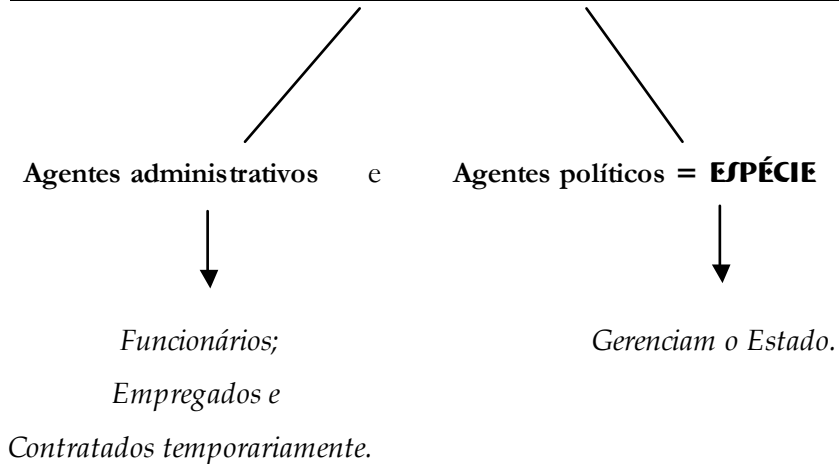 Agentes administrativos e Agentes políticos = ESPÉCIE
Funcionários; Gerenciam o Estado.
Empregados e
Contratados temporariamente.